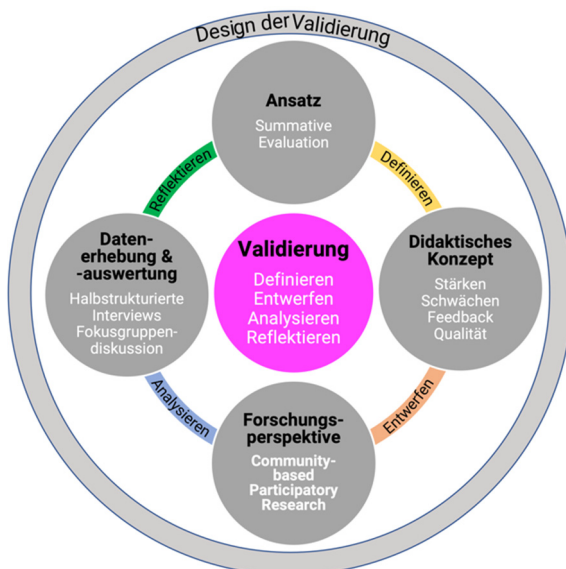 Design der Validierung
Ansatz
Summative
Evaluation
Reflektieren
Definieren
Daten-
erhebung &
-auswertung
Halbstrukturierte
Interviews
Fokusgruppen-
diskussion
Validierung
Definieren
Entwerfen
Analysieren
Reflektieren
Didaktisches
Konzept
Stärken
Schwächen
Feedback
Qualität
Analysieren
Entwerfen
Forschungs-
perspektive
Community-
based
Participatory
Research